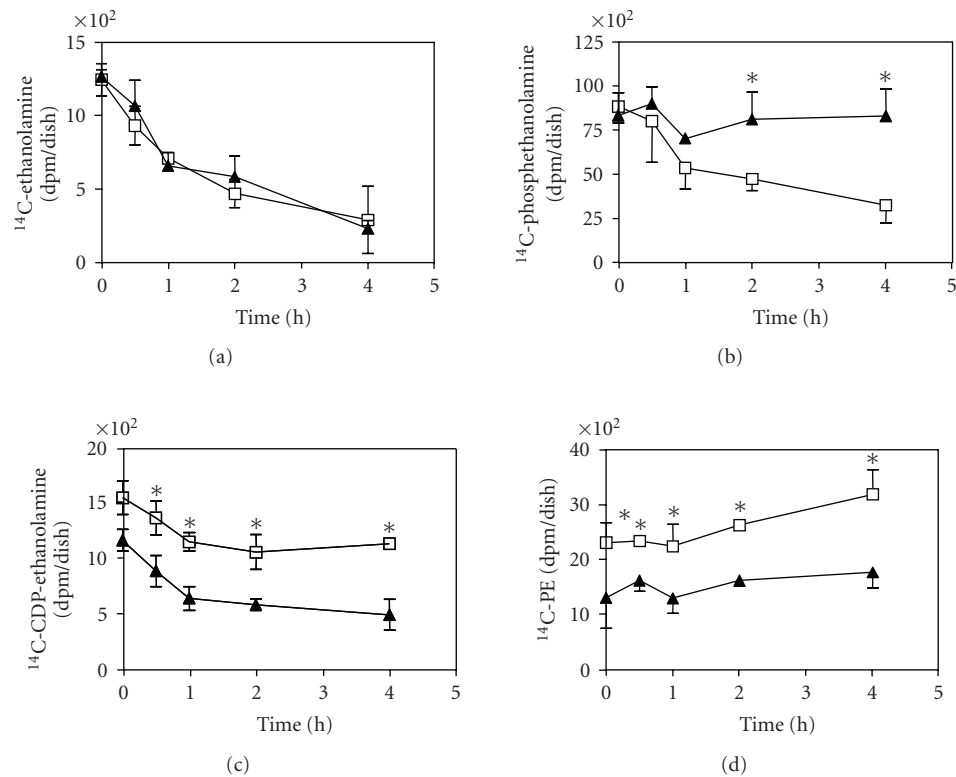 ×10²
15
10
5
0
¹⁴C-ethanolamine
(dpm/dish)
0 1 2 3 4 5
Time (h)
(a)
×10²
125
100
75
50
25
0
¹⁴C-phosphethanolamine
(dpm/dish)
* *
0 1 2 3 4 5
Time (h)
(b)
×10²
20
15
10
5
0
¹⁴C-CDP-ethanolamine
(dpm/dish)
* * * *
0 1 2 3 4 5
Time (h)
(c)
×10²
40
30
20
10
0
¹⁴C-PE (dpm/dish)
* * * * *
0 1 2 3 4 5
Time (h)
(d)